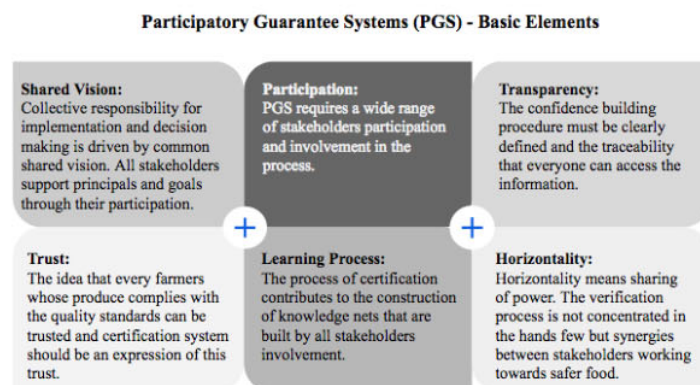 Participatory Guarantee Systems (PGS) - Basic Elements
Shared Vision:
Collective responsibility for
implementation and decision
making is driven by common
shared vision. All stakeholders
support principals and goals
through their participation.
Participation:
PGS requires a wide range
of stakeholders participation
and involvement in the
process.
Transparency:
The confidence building
procedure must be clearly
defined and the traceability
that everyone can access the
information.
Trust:
The idea that every farmers
whose produce complies with
the quality standards can be
trusted and certification system
should be an expression of this
trust.
Learning Process:
The process of certification
contributes to the construction
of knowledge nets that are
built by all stakeholders
involvement.
Horizontality:
Horizontality means sharing
of power. The verification
process is not concentrated in
the hands few but synergies
between stakeholders working
towards safer food.